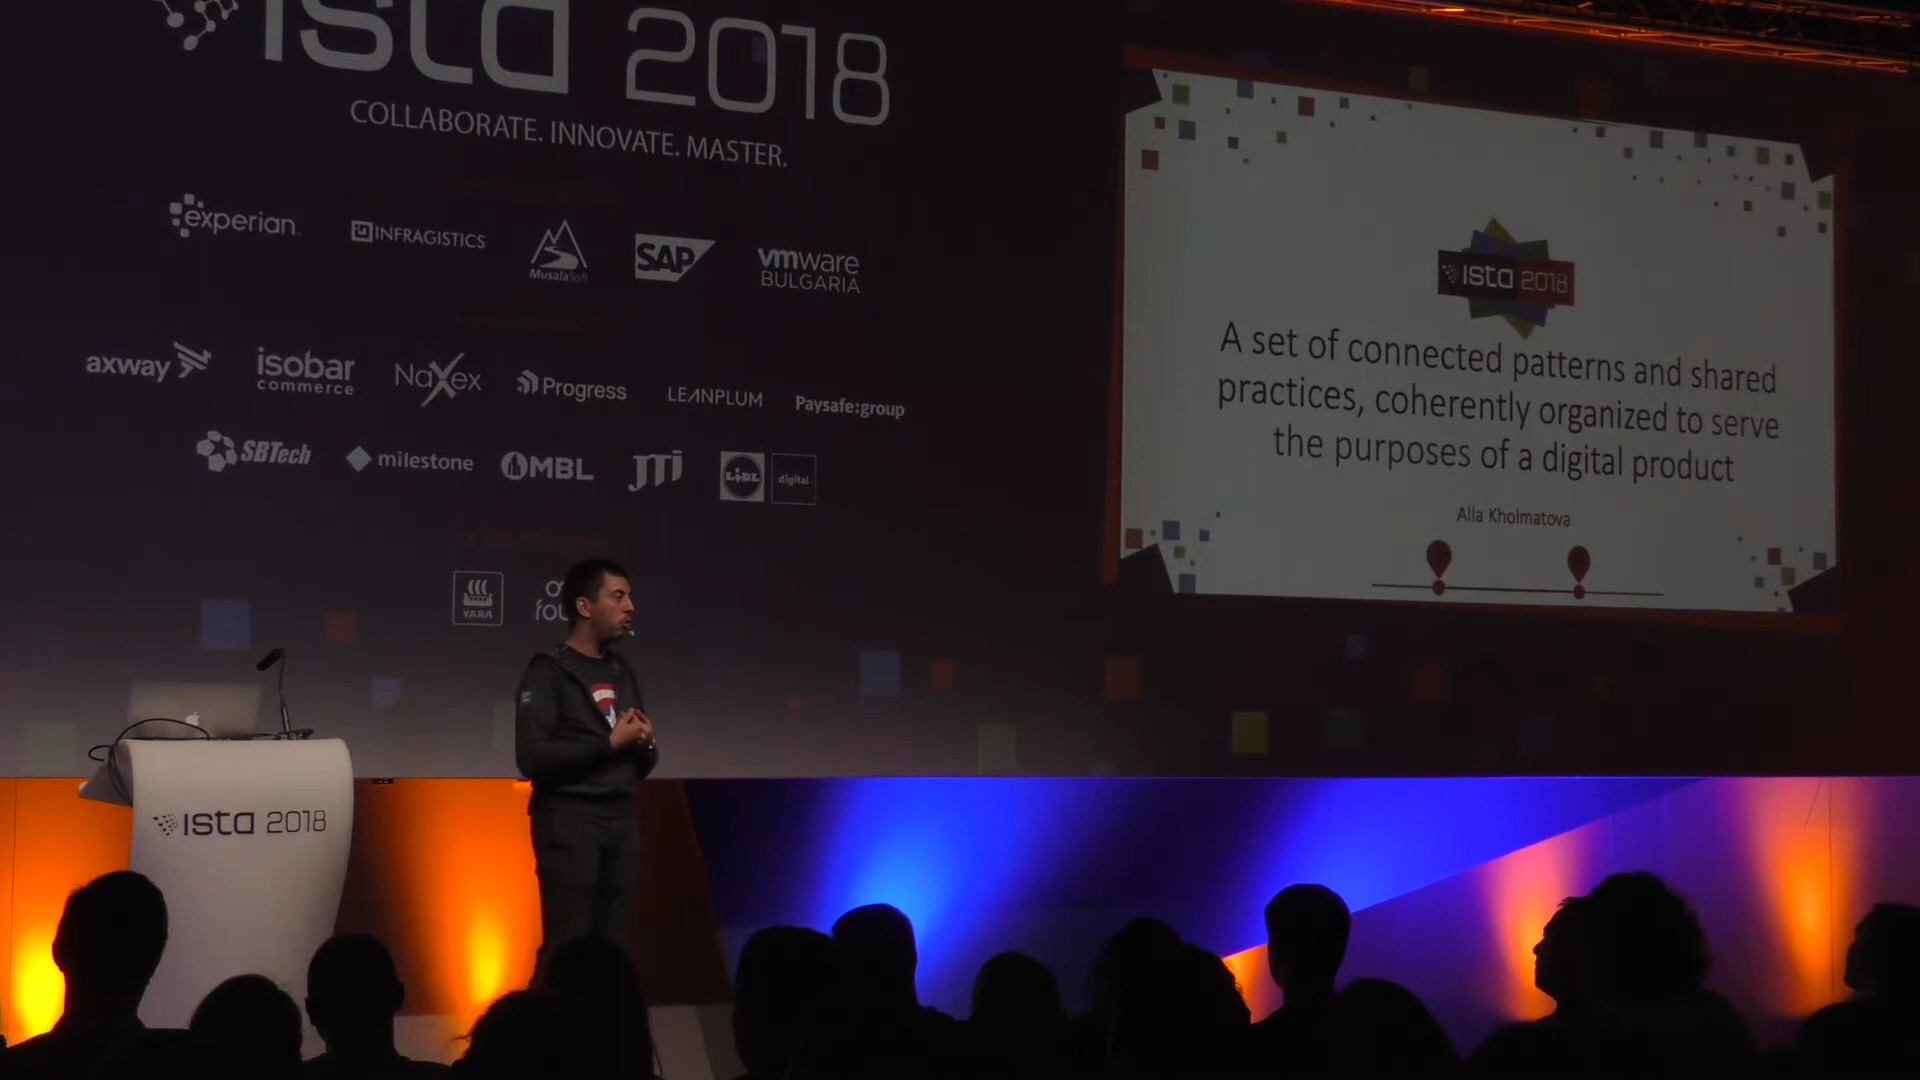 ista 2018
COLLABORATE. INNOVATE. MASTER.
experian.
INFRAGISTICS
MusalaSoft
SAP
vmware
BULGARIA
axway
isobar
commerce
NaXex
Progress
LEANPLUM
Paysafe:group
SBTech
milestone
MBL
JTI
LIDL
digital
YARA
ista 2018
A set of connected patterns and shared
practices, coherently organized to serve
the purposes of a digital product
Alla Kholmatova
ista 2018